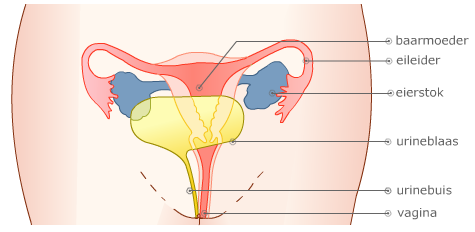 baarmoeder
eileider
eierstok
urineblaas
urinebuis
vagina